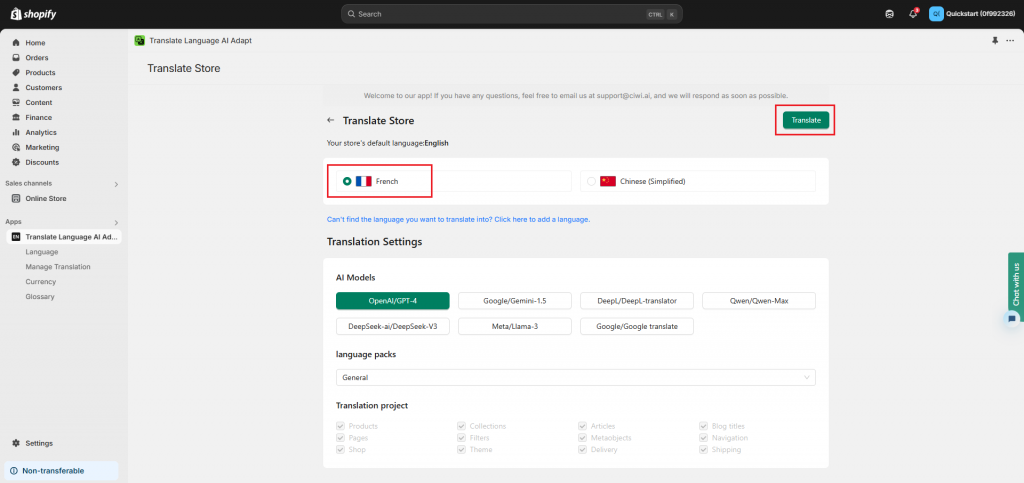 shopify
Search
CTRL K
Quickstart (0f992326)
Home
Orders
Products
Customers
Content
Finance
Analytics
Marketing
Discounts
Sales channels
Online Store
Apps
EN Translate Language AI Ad...
Language
Manage Translation
Currency
Glossary
Settings
Non-transferable
Translate Language AI Adapt
Translate Store
Welcome to our app! If you have any questions, feel free to email us at support@ciwi.ai, and we will respond as soon as possible.
Translate Store
Translate
Your store's default language:English
French
Chinese (Simplified)
Can't find the language you want to translate into? Click here to add a language.
Translation Settings
AI Models
OpenAI/GPT-4 Google/Gemini-1.5 DeepL/DeepL-translator Qwen/Qwen-Max
DeepSeek-ai/DeepSeek-V3 Meta/Llama-3 Google/Google translate
language packs
General
Translation project
Products Collections Articles Blog titles
Pages Filters Metaobjects Navigation
Shop Theme Delivery Shipping
Chat with us